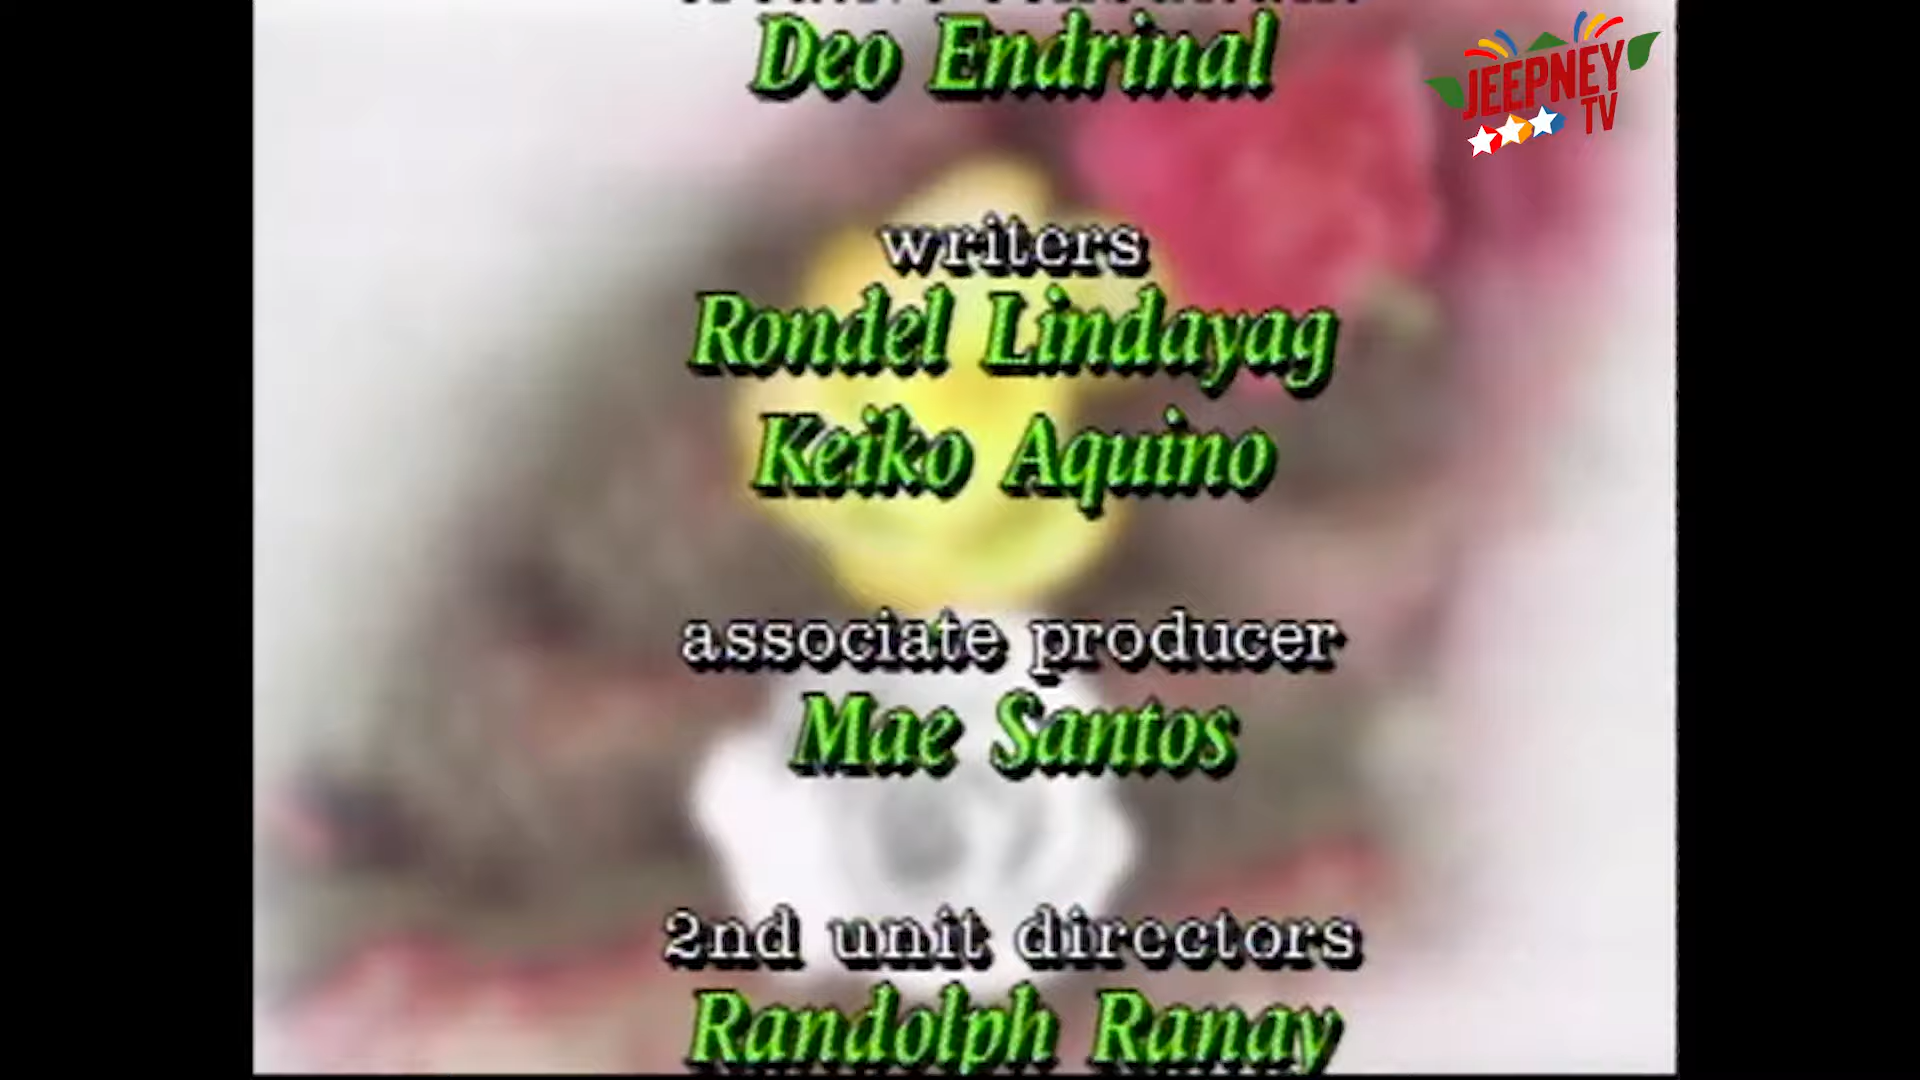 Deo Endrinal
JEEPNEY
TV
writers
Rondel Lindayag
Keiko Aquino
associate producer
Mae Santos
2nd unit directors
Randolph Ranay